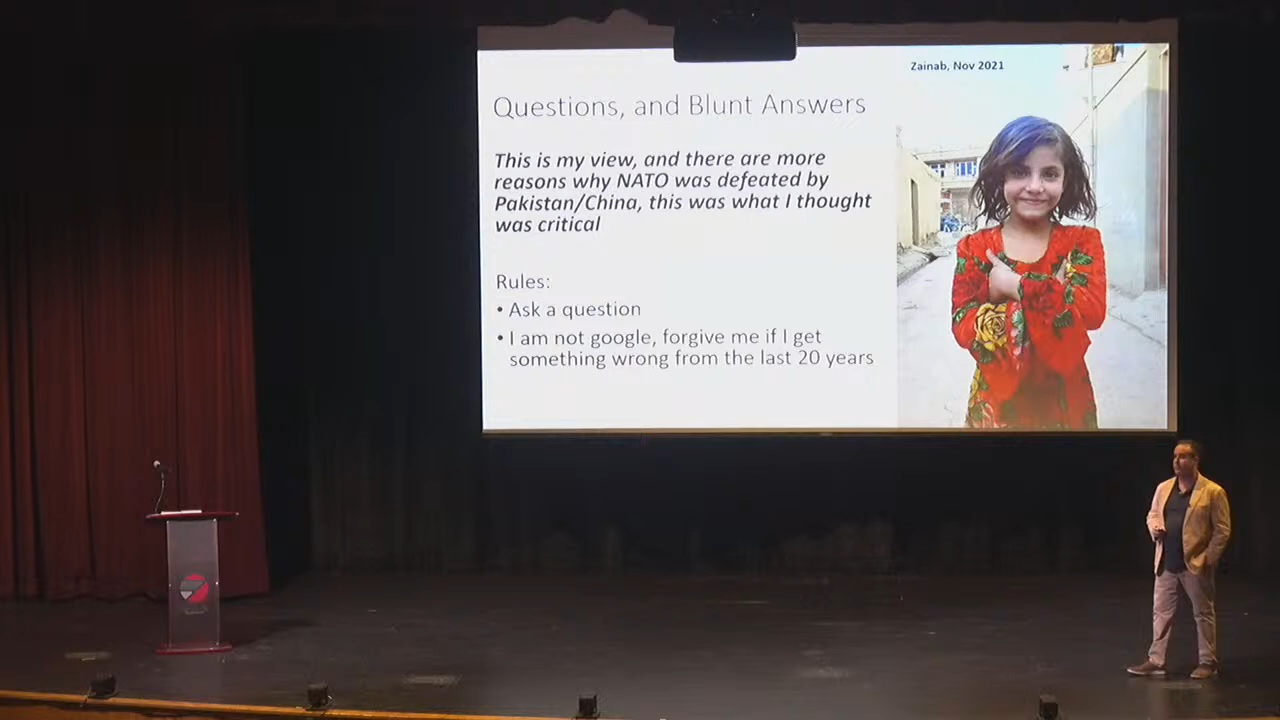 Zainab, Nov 2021
Questions, and Blunt Answers
This is my view, and there are more
reasons why NATO was defeated by
Pakistan/China, this was what I thought
was critical
Rules:
• Ask a question
• I am not google, forgive me if I get
something wrong from the last 20 years